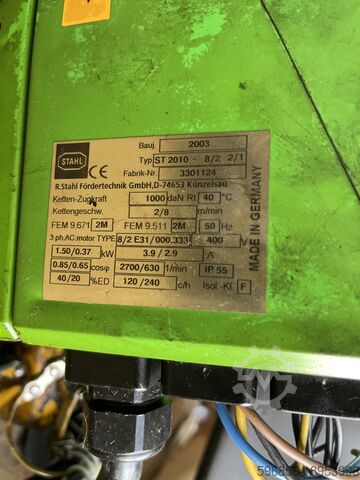 STAHL
CE
Bauj. 2003
Typ ST 2010 - 8/2 2/1
Fabrik-Nr. 3301124
R.Stahl Fördertechnik GmbH,D-74653 Künzelsau
Ketten-Zugkraft 1000 daN Rt 40 °C
Kettengeschw. 2/8 m/min
FEM 9.671 2M FEM 9.511 2M 50 Hz
3 ph.AC:motor TYPE 8/2 E31/000.333. 400 V
1.50/0.37 kW 3.9 / 2.9 A
0.85/0.65 cosφ 2700/630 1/min IP 55
40/20 %ED 120/240 c/h Isol -Kl F
MADE IN GERMANY